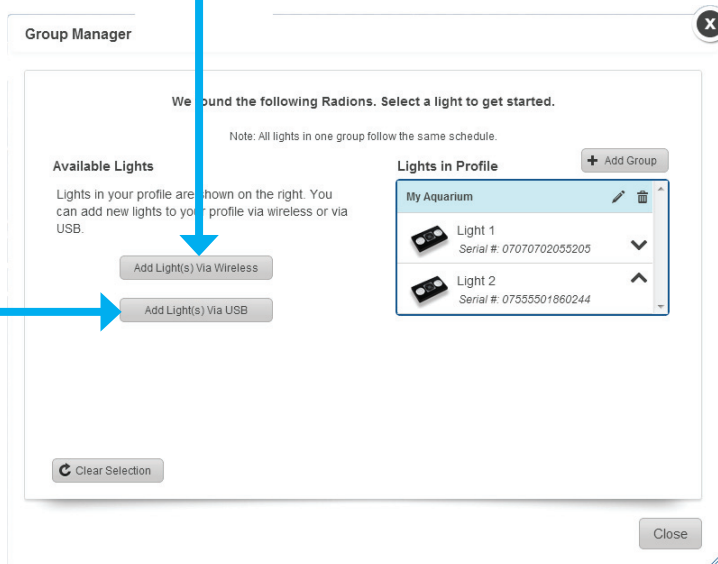 Group Manager
X
We found the following Radions. Select a light to get started.
Note: All lights in one group follow the same schedule.
Available Lights
Lights in your profile are shown on the right. You
can add new lights to your profile via wireless or via
USB.
Add Light(s) Via Wireless
Add Light(s) Via USB
Clear Selection
Lights in Profile
+ Add Group
My Aquarium
Light 1
Serial #: 07070702055205
Light 2
Serial #: 07555501860244
Close